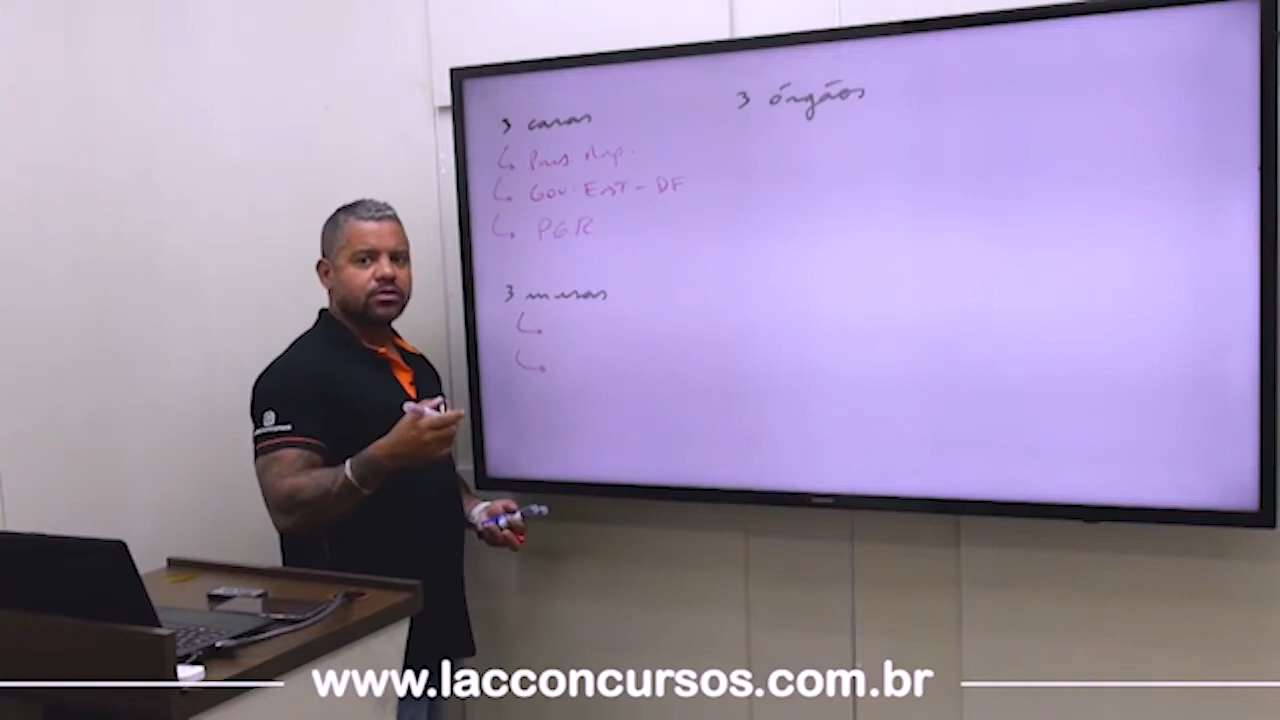 3 caras
Pres. Rep.
Gov. Est - DF
PGR
3 mesas
3 órgãos
www.lacconcursos.com.br